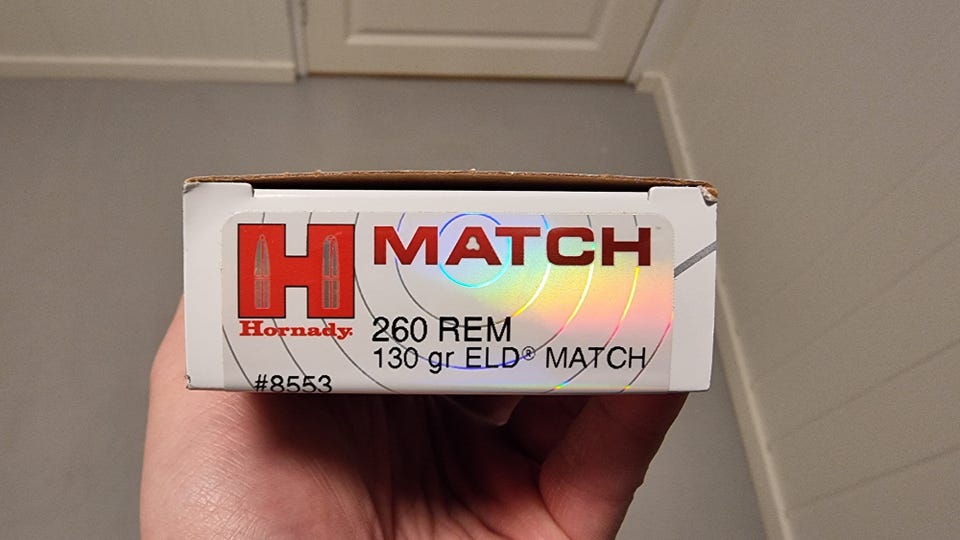 MATCH
Hornady.
260 REM
130 gr ELD® MATCH
#8553